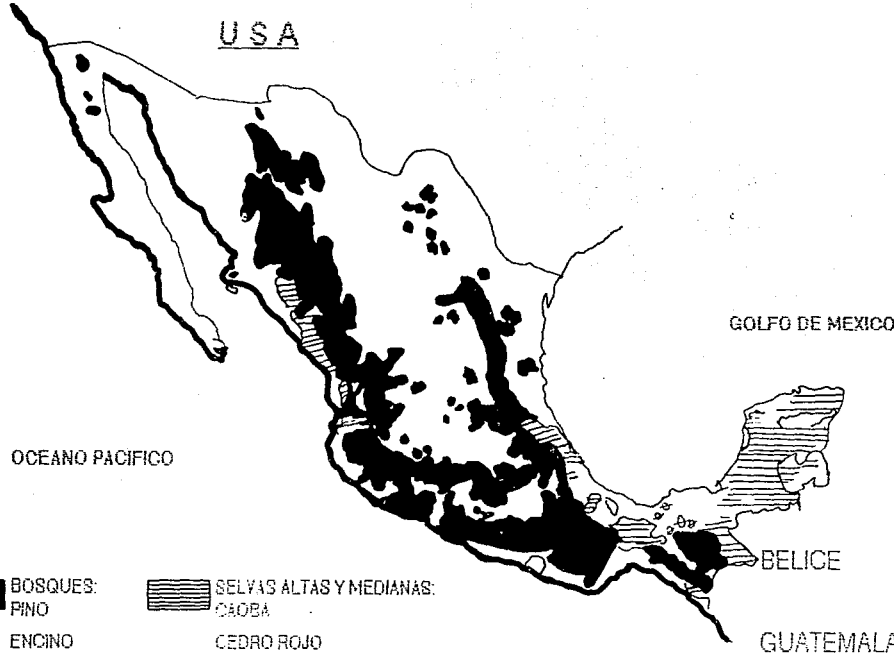 USA
GOLFO DE MEXICO
OCEANO PACIFICO
BELICE
BOSQUES:
PINO
ENCINO
SELVAS ALTAS Y MEDIANAS:
CAOBA
CEDRO ROJO
GUATEMALA